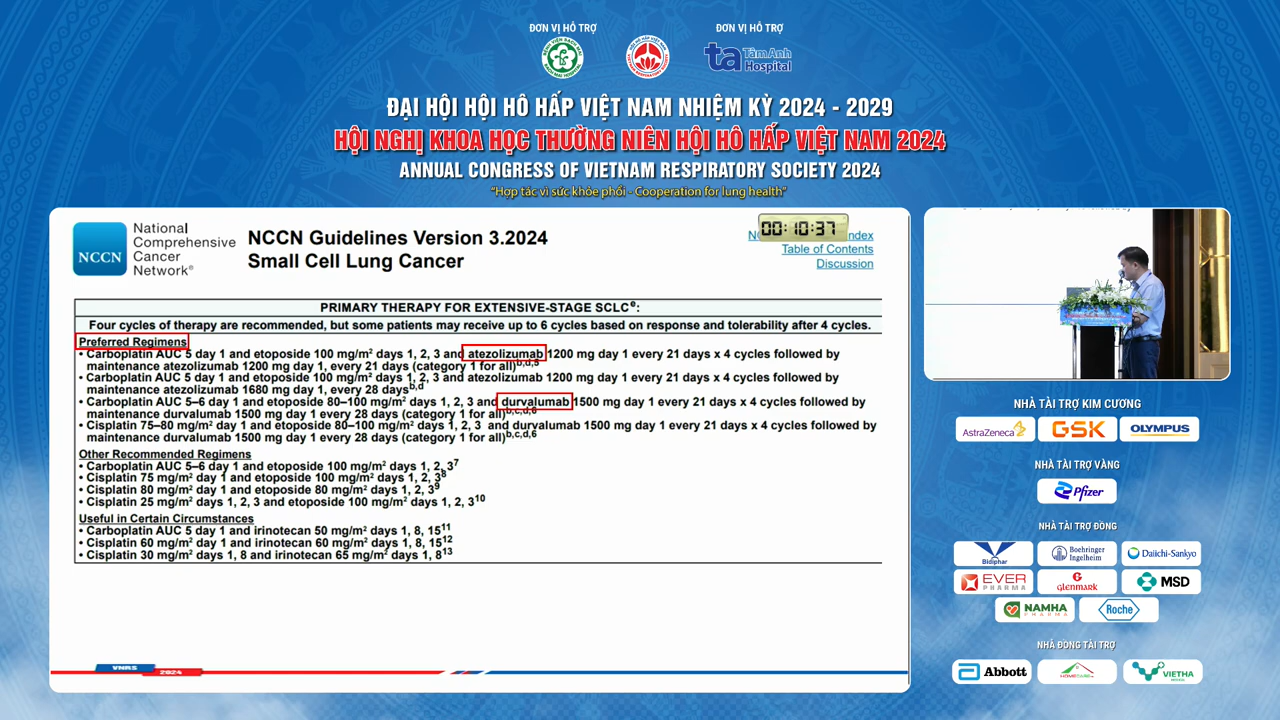 ĐƠN VỊ HỖ TRỢ
ĐƠN VỊ HỖ TRỢ
TâmAnh
Hospital
ĐẠI HỘI HỘI HÔ HẤP VIỆT NAM NHIỆM KỲ 2024 - 2029
HỘI NGHỊ KHOA HỌC THƯỜNG NIÊN HỘI HÔ HẤP VIỆT NAM 2024
ANNUAL CONGRESS OF VIETNAM RESPIRATORY SOCIETY 2024
"Hợp tác vì sức khỏe phổi - Cooperation for lung health"
NCCN
National
Comprehensive
Cancer
Network®
NCCN Guidelines Version 3.2024
Small Cell Lung Cancer
00:10:37
Table of Contents
Discussion
PRIMARY THERAPY FOR EXTENSIVE-STAGE SCLCᵉ:
Four cycles of therapy are recommended, but some patients may receive up to 6 cycles based on response and tolerability after 4 cycles.
Preferred Regimens
• Carboplatin AUC 5 day 1 and etoposide 100 mg/m² days 1, 2, 3 and atezolizumab 1200 mg day 1 every 21 days x 4 cycles followed by
maintenance atezolizumab 1200 mg day 1, every 21 days (category 1 for all)ᵇ,ᵈ,⁵
• Carboplatin AUC 5 day 1 and etoposide 100 mg/m² days 1, 2, 3 and atezolizumab 1200 mg day 1 every 21 days x 4 cycles followed by
maintenance atezolizumab 1680 mg day 1, every 28 daysᵇ,ᵈ
• Carboplatin AUC 5–6 day 1 and etoposide 80–100 mg/m² days 1, 2, 3 and durvalumab 1500 mg day 1 every 21 days x 4 cycles followed by
maintenance durvalumab 1500 mg day 1 every 28 days (category 1 for all)ᵇ,ᶜ,ᵈ,⁶
• Cisplatin 75–80 mg/m² day 1 and etoposide 80–100 mg/m² days 1, 2, 3 and durvalumab 1500 mg day 1 every 21 days x 4 cycles followed by
maintenance durvalumab 1500 mg day 1 every 28 days (category 1 for all)ᵇ,ᶜ,ᵈ,⁶
Other Recommended Regimens
• Carboplatin AUC 5–6 day 1 and etoposide 100 mg/m² days 1, 2, 3⁷
• Cisplatin 75 mg/m² day 1 and etoposide 100 mg/m² days 1, 2, 3⁸
• Cisplatin 80 mg/m² day 1 and etoposide 80 mg/m² days 1, 2, 3⁹
• Cisplatin 25 mg/m² days 1, 2, 3 and etoposide 100 mg/m² days 1, 2, 3¹⁰
Useful in Certain Circumstances
• Carboplatin AUC 5 day 1 and irinotecan 50 mg/m² days 1, 8, 15¹¹
• Cisplatin 60 mg/m² day 1 and irinotecan 60 mg/m² days 1, 8, 15¹²
• Cisplatin 30 mg/m² days 1, 8 and irinotecan 65 mg/m² days 1, 8¹³
VNRS
2024
NHÀ TÀI TRỢ KIM CƯƠNG
AstraZeneca
GSK
OLYMPUS
NHÀ TÀI TRỢ VÀNG
Pfizer
NHÀ TÀI TRỢ ĐỒNG
Bidiphar
Boehringer
Ingelheim
Daiichi-Sankyo
EVER
PHARMA
GLENMARK
MSD
NAMHA
PHARMA
Roche
NHÀ ĐỒNG TÀI TRỢ
Abbott
HOMECARE
VIETHA